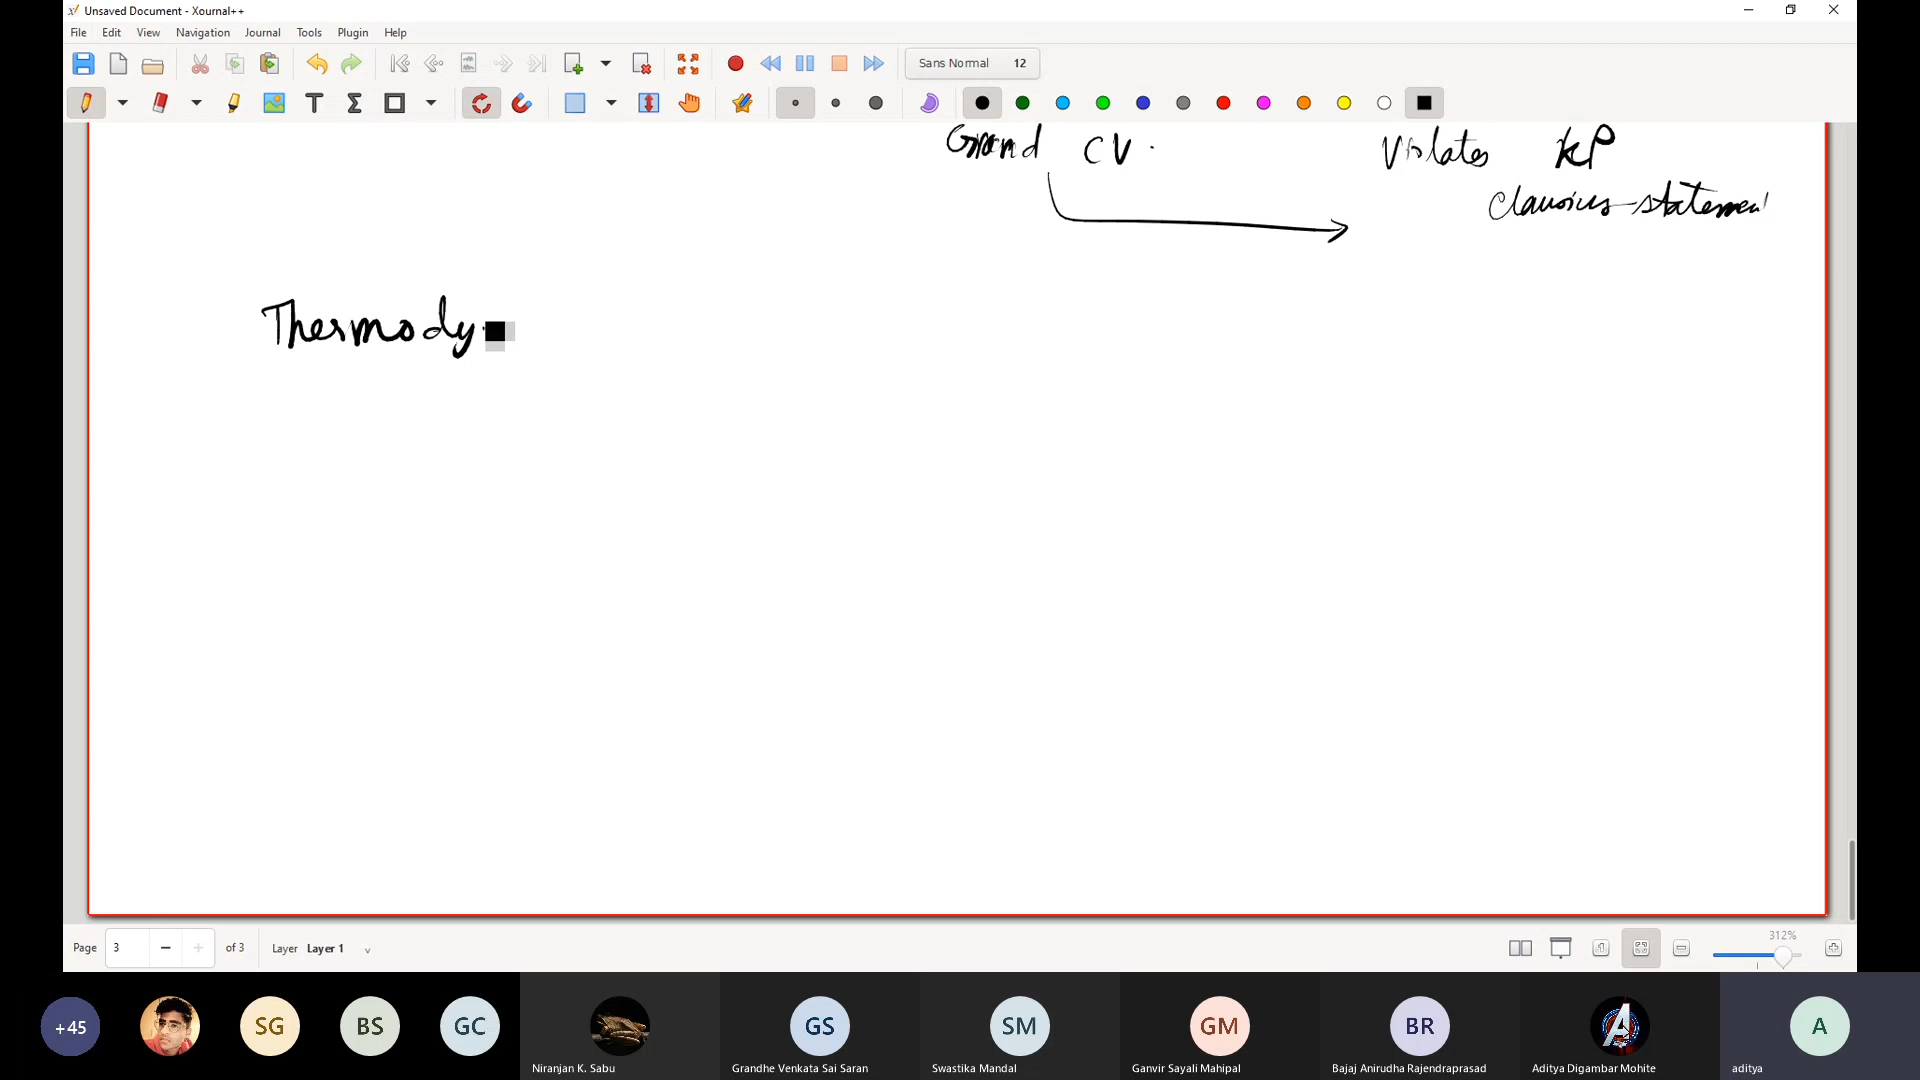 Unsaved Document - Xournal++
File Edit View Navigation Journal Tools Plugin Help
Sans Normal 12
Grand CV . Violates KP
Clausius statement
Thermody
Page 3 of 3 Layer Layer 1 312%
+45 SG BS GC GS SM GM BR A
Niranjan K. Sabu Grandhe Venkata Sai Saran Swastika Mandal Ganvir Sayali Mahipal Bajaj Anirudha Rajendraprasad Aditya Digambar Mohite aditya